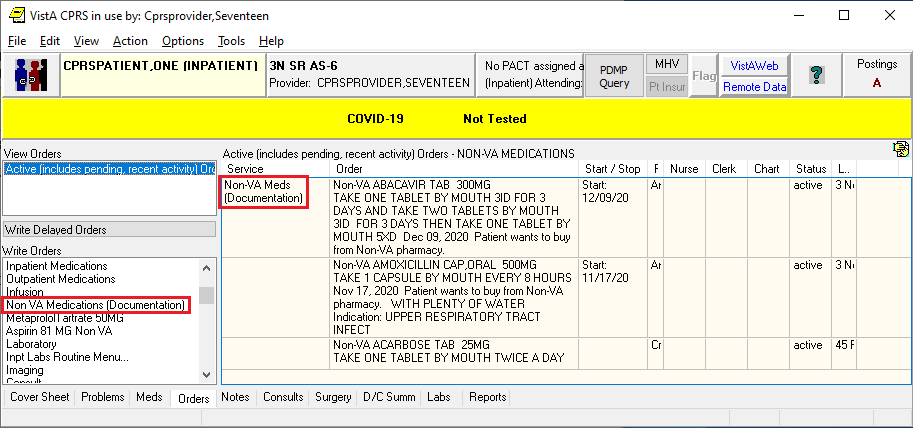 VistA CPRS in use by: Cprsprovider,Seventeen
File Edit View Action Options Tools Help
CPRSPATIENT,ONE (INPATIENT)
3N SR AS-6
Provider: CPRSPROVIDER,SEVENTEEN
No PACT assigned a
(Inpatient) Attending:
PDMP
Query
MHV
Pt Insur
Flag
VistAWeb
Remote Data
?
Postings
A
COVID-19 Not Tested
View Orders
Active (includes pending, recent activity) Ord
Write Delayed Orders
Write Orders
Inpatient Medications
Outpatient Medications
Infusion
Non VA Medications (Documentation)
MetaprololTartrate 50MG
Aspirin 81 MG Non VA
Laboratory
Inpt Labs Routine Menu...
Imaging
Consult
Active (includes pending, recent activity) Orders - NON-VA MEDICATIONS
Service Order Start / Stop F Nurse Clerk Chart Status L...
Non-VA Meds
(Documentation)
Non-VA ABACAVIR TAB 300MG
TAKE ONE TABLET BY MOUTH 3ID FOR 3
DAYS AND TAKE TWO TABLETS BY MOUTH
3ID FOR 3 DAYS THEN TAKE ONE TABLET BY
MOUTH 5XD Dec 09, 2020 Patient wants to buy
from Non-VA pharmacy.
Start:
12/09/20
Ar
active
3 No
Non-VA AMOXICILLIN CAP,ORAL 500MG
TAKE 1 CAPSULE BY MOUTH EVERY 8 HOURS
Nov 17, 2020 Patient wants to buy from Non-VA
pharmacy. WITH PLENTY OF WATER
Indication: UPPER RESPIRATORY TRACT
INFECT
Start:
11/17/20
Ar
active
3 No
Non-VA ACARBOSE TAB 25MG
TAKE ONE TABLET BY MOUTH TWICE A DAY
Cr
active
45 F
Cover Sheet Problems Meds Orders Notes Consults Surgery D/C Summ Labs Reports